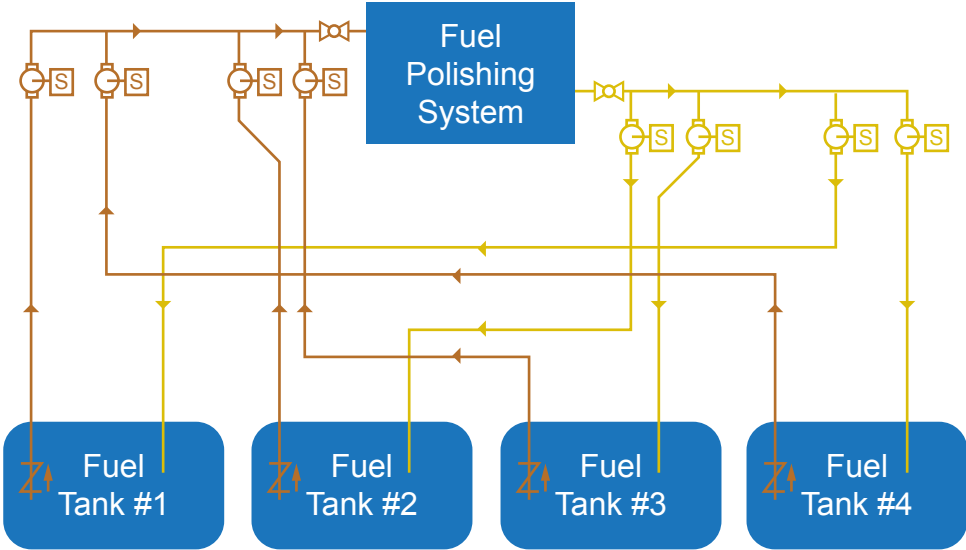 Fuel
Polishing
System
S S S S
S S S S
Fuel
Tank #1
Fuel
Tank #2
Fuel
Tank #3
Fuel
Tank #4